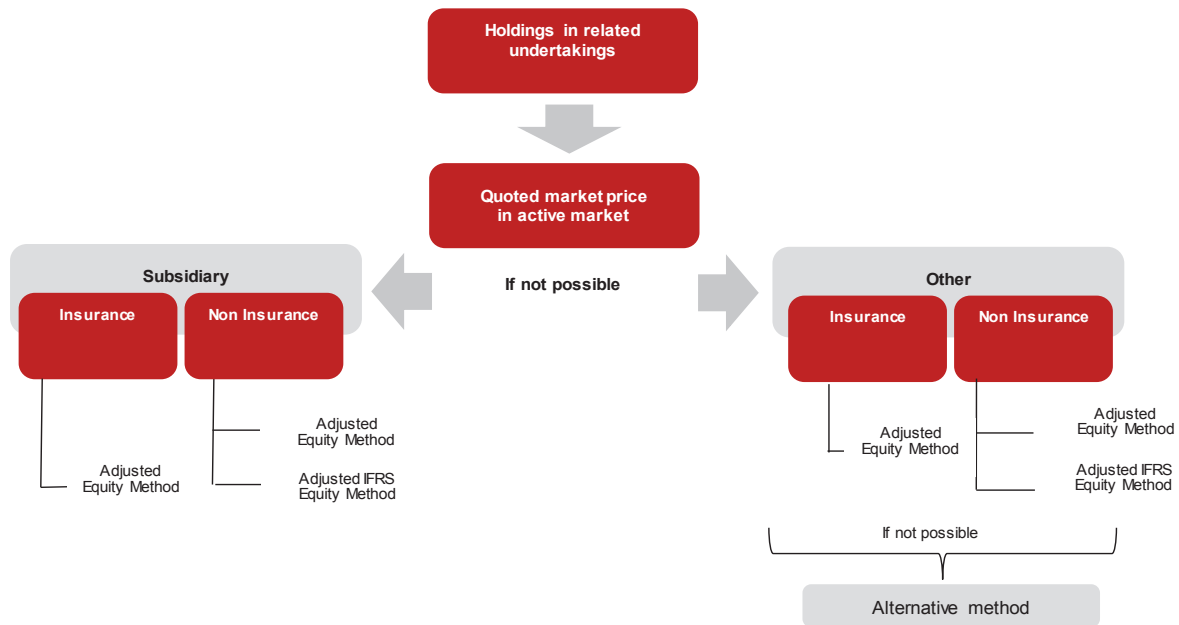 Holdings in related
undertakings
Quoted market price
in active market
If not possible
Subsidiary
Insurance
Non Insurance
Adjusted
Equity Method
Adjusted
Equity Method
Adjusted IFRS
Equity Method
Other
Insurance
Non Insurance
Adjusted
Equity Method
Adjusted
Equity Method
Adjusted IFRS
Equity Method
If not possible
Alternative method